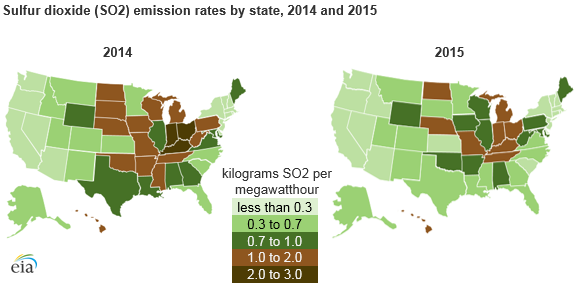 Sulfur dioxide (SO2) emission rates by state, 2014 and 2015
2014
2015
kilograms SO2 per
megawatthour
less than 0.3
0.3 to 0.7
0.7 to 1.0
1.0 to 2.0
2.0 to 3.0
eia